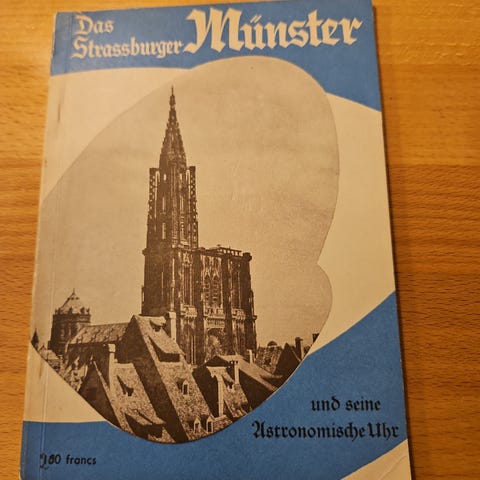 Das
Strassburger Münster
und seine
Astronomische Uhr
francs